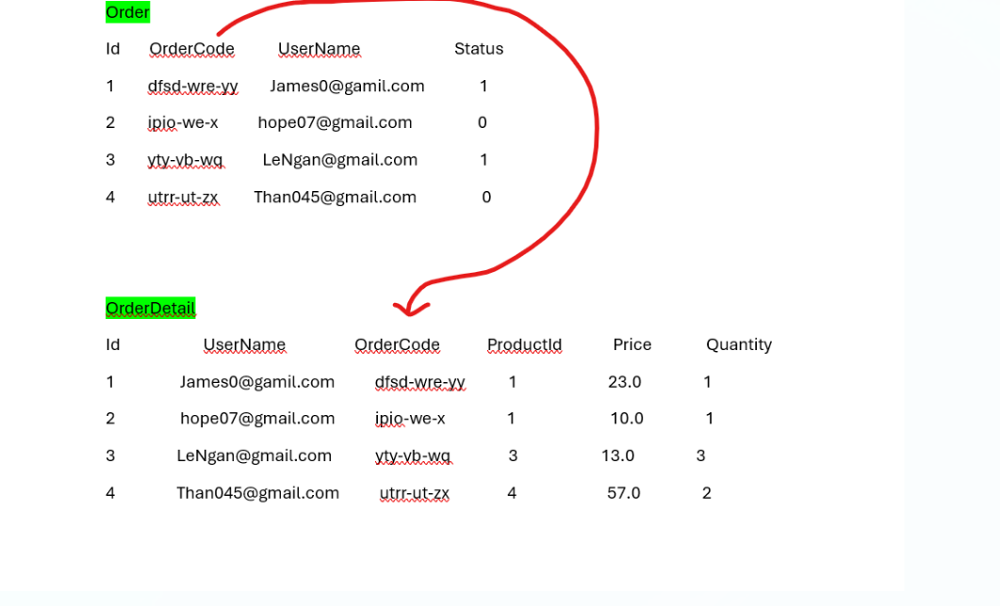 Order
Id OrderCode UserName Status
1 dfsd-wre-yy James0@gamil.com 1
2 ipio-we-x hope07@gmail.com 0
3 yty-vb-wq LeNgan@gmail.com 1
4 utrr-ut-zx Than045@gmail.com 0
OrderDetail
Id UserName OrderCode ProductId Price Quantity
1 James0@gamil.com dfsd-wre-yy 1 23.0 1
2 hope07@gmail.com ipio-we-x 1 10.0 1
3 LeNgan@gmail.com yty-vb-wq 3 13.0 3
4 Than045@gmail.com utrr-ut-zx 4 57.0 2